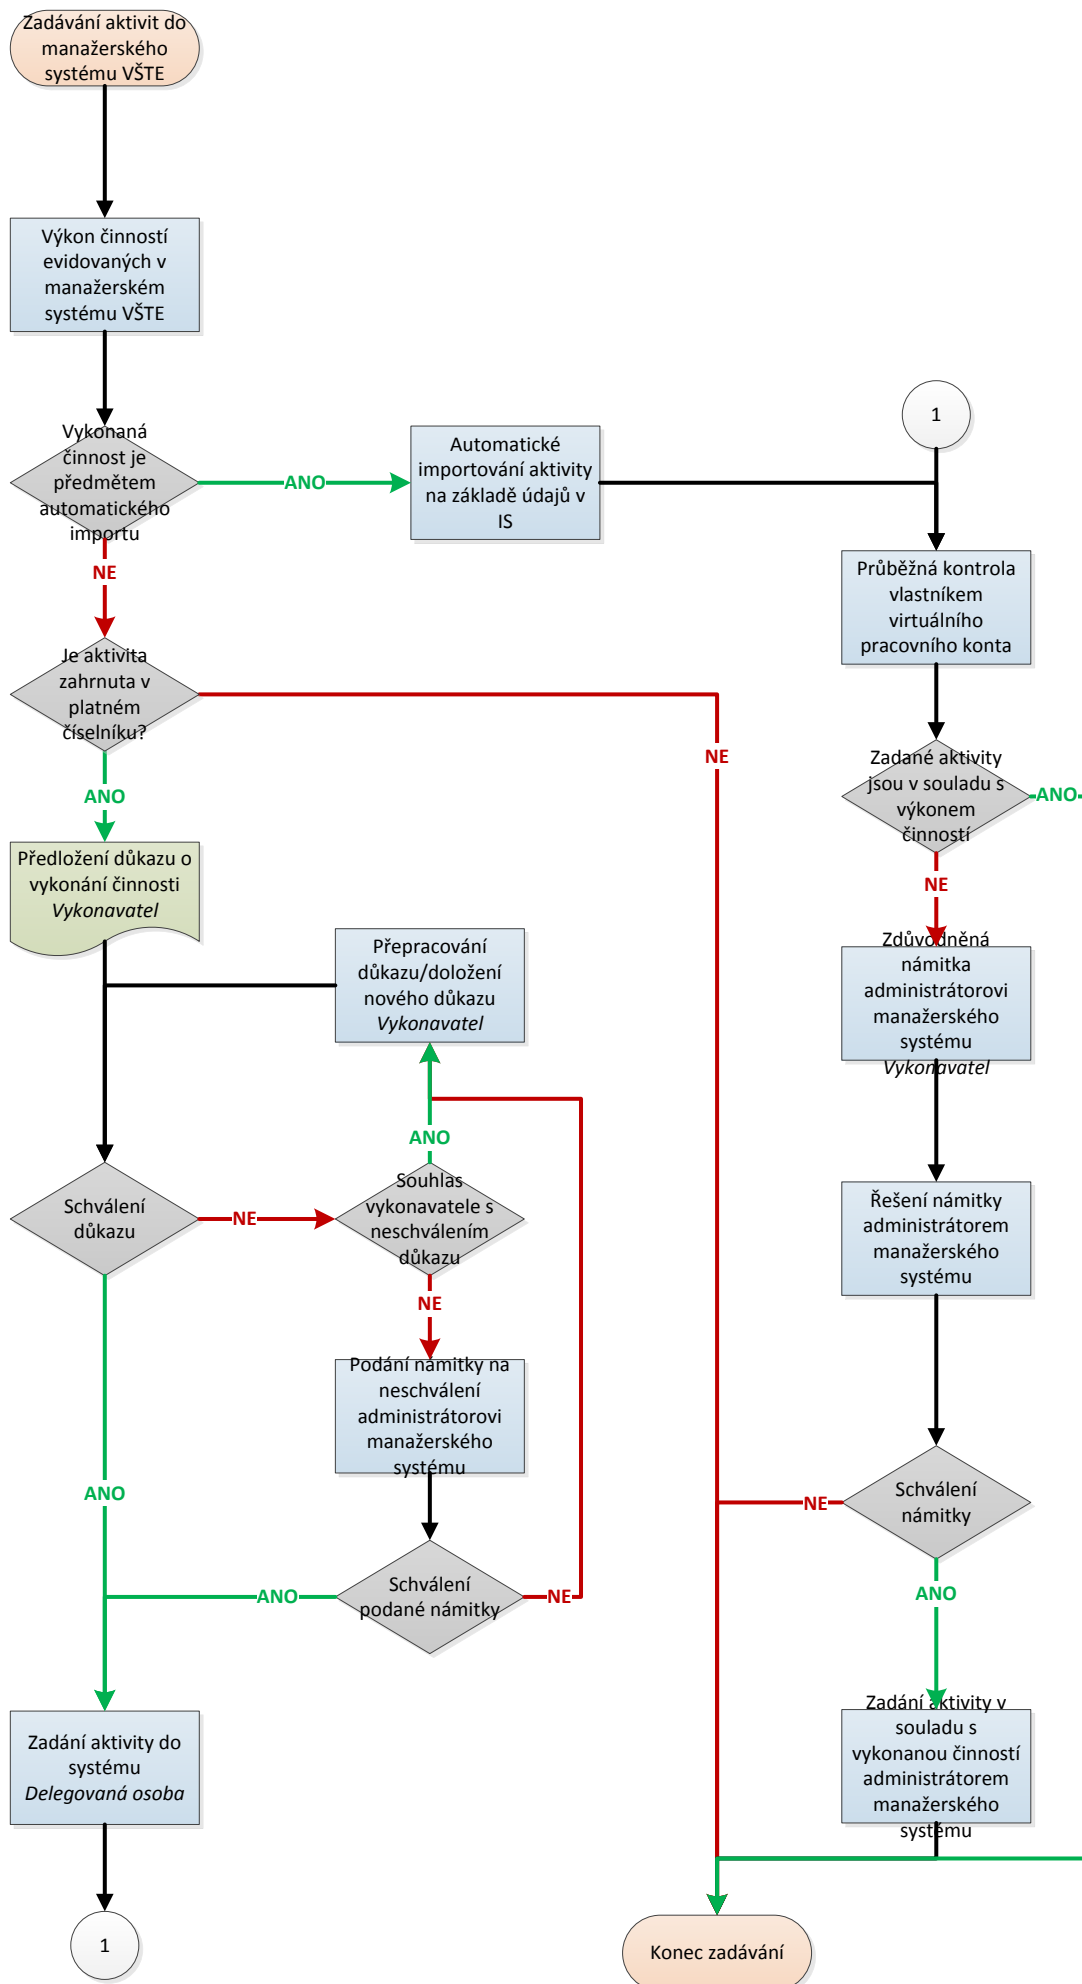 Zadávání aktivit do
manažerského
systému VŠTE
Výkon činností
evidovaných v
manažerském
systému VŠTE
Vykonaná
činnost je
předmětem
automatického
importu
ANO
Automatické
importování aktivity
na základě údajů v
IS
NE
Je aktivita
zahrnuta v
platném
číselníku?
NE
ANO
Předložení důkazu o
vykonání činnosti
Vykonavatel
Přepracování
důkazu/doložení
nového důkazu
Vykonavatel
ANO
Schválení
důkazu
NE
Souhlas
vykonavatele s
neschválením
důkazu
NE
Podání námitky na
neschválení
administrátorovi
manažerského
systému
ANO
Schválení
podané námitky
ANO
NE
Zadání aktivity do
systému
Delegovaná osoba
1
1
Průběžná kontrola
vlastníkem
virtuálního
pracovního konta
Zadané aktivity
jsou v souladu s
výkonem
činností
ANO
NE
Zdůvodněná
námitka
administrátorovi
manažerského
systému
Vykonavatel
Řešení námitky
administrátorem
manažerského
systému
Schválení
námitky
NE
ANO
Zadání aktivity v
souladu s
vykonanou činností
administrátorem
manažerského
systému
Konec zadávání